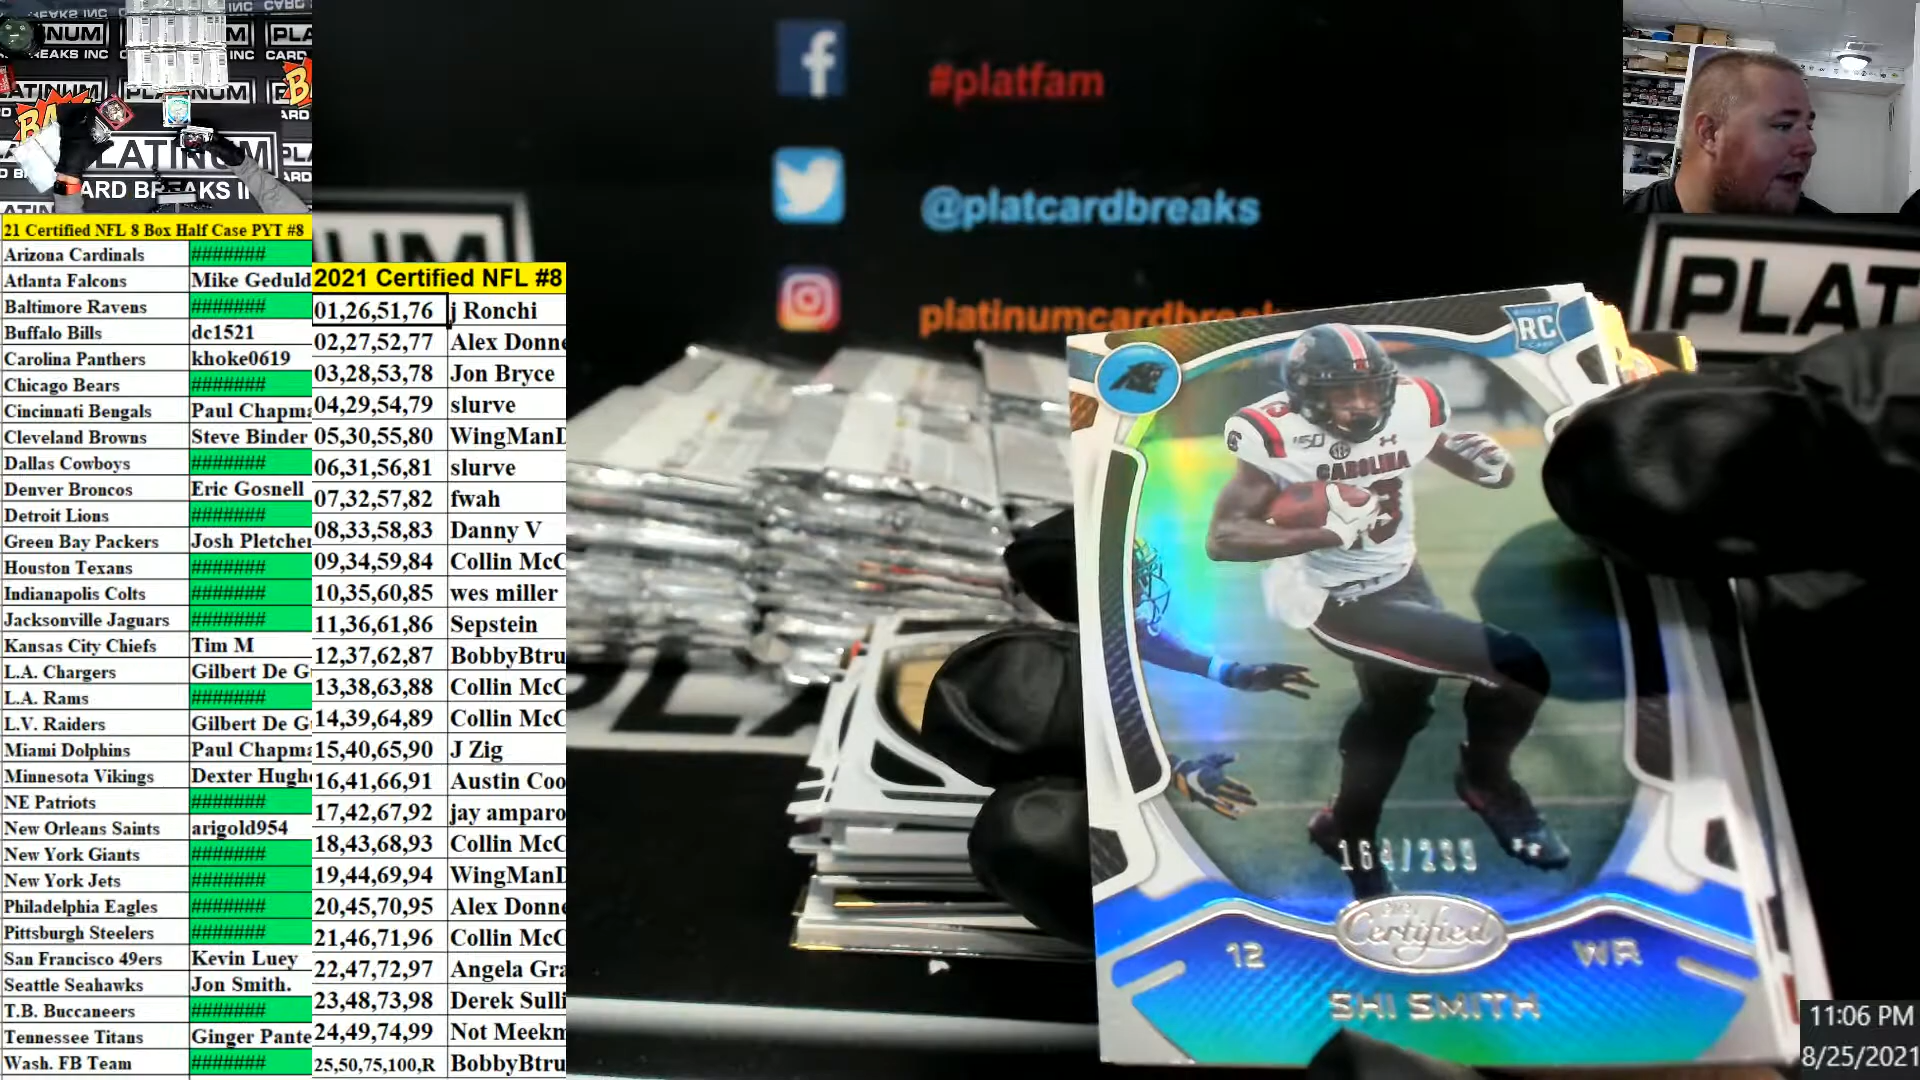 PLATINUM
CARD BREAKS INC
21 Certified NFL 8 Box Half Case PYT #8
Arizona Cardinals #######
Atlanta Falcons Mike Geduld
Baltimore Ravens #######
Buffalo Bills dc1521
Carolina Panthers khoke0619
Chicago Bears #######
Cincinnati Bengals Paul Chapma
Cleveland Browns Steve Binder
Dallas Cowboys #######
Denver Broncos Eric Gosnell
Detroit Lions #######
Green Bay Packers Josh Pletcher
Houston Texans #######
Indianapolis Colts #######
Jacksonville Jaguars #######
Kansas City Chiefs Tim M
L.A. Chargers Gilbert De G
L.A. Rams #######
L.V. Raiders Gilbert De G
Miami Dolphins Paul Chapma
Minnesota Vikings Dexter Hugh
NE Patriots #######
New Orleans Saints arigold954
New York Giants #######
New York Jets #######
Philadelphia Eagles #######
Pittsburgh Steelers #######
San Francisco 49ers Kevin Luey
Seattle Seahawks Jon Smith.
T.B. Buccaneers #######
Tennessee Titans Ginger Pante
Wash. FB Team #######
2021 Certified NFL #8
01,26,51,76 j Ronchi
02,27,52,77 Alex Donne
03,28,53,78 Jon Bryce
04,29,54,79 slurve
05,30,55,80 WingManD
06,31,56,81 slurve
07,32,57,82 fwah
08,33,58,83 Danny V
09,34,59,84 Collin McC
10,35,60,85 wes miller
11,36,61,86 Sepstein
12,37,62,87 BobbyBtru
13,38,63,88 Collin McC
14,39,64,89 Collin McC
15,40,65,90 J Zig
16,41,66,91 Austin Coo
17,42,67,92 jay amparo
18,43,68,93 Collin McC
19,44,69,94 WingManD
20,45,70,95 Alex Donne
21,46,71,96 Collin McC
22,47,72,97 Angela Gra
23,48,73,98 Derek Sulli
24,49,74,99 Not Meekm
25,50,75,100,R BobbyBtru
#platfam
@platcardbreaks
platinumcardbreak
PLAT
RC
CAROLINA
164/299
Certified
12 WR
SHI SMITH
11:06 PM
8/25/2021